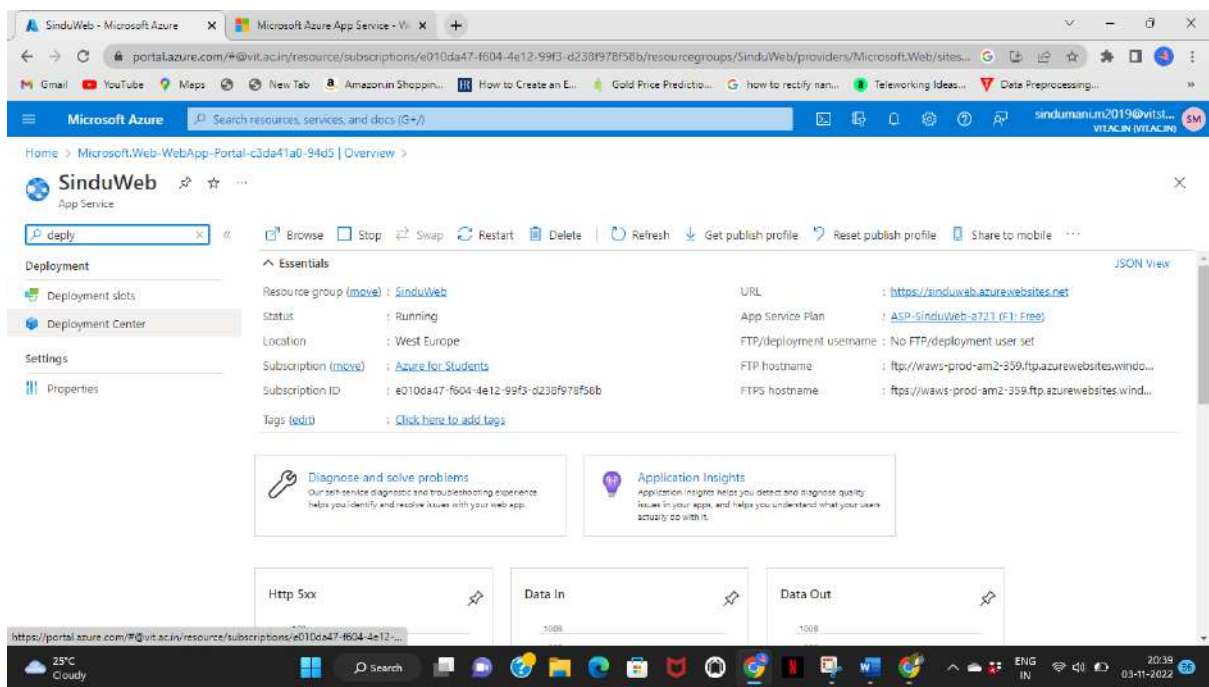 SinduWeb - Microsoft Azure
Microsoft Azure App Service - W
portal.azure.com/#@vit.ac.in/resource/subscriptions/e010da47-f604-4e12-99f3-d238f978f58b/resourcegroups/SinduWeb/providers/Microsoft.Web/sites...
Gmail YouTube Maps New Tab Amazon.in Shoppin... How to Create an E... Gold Price Predictio... how to rectify nan... Teleworking Ideas... Data Preprocessing...
Microsoft Azure
Search resources, services, and docs (G+/)
sindumani.m2019@vitst...
VIT.AC.IN (VIT.AC.IN)
SM
Home > Microsoft.Web-WebApp-Portal-c3da41a0-94d5 | Overview >
SinduWeb
App Service
deply
Browse Stop Swap Restart Delete Refresh Get publish profile Reset publish profile Share to mobile ...
Deployment
Deployment slots
Deployment Center
Settings
Properties
Essentials
JSON View
Resource group (move) : SinduWeb
Status : Running
Location : West Europe
Subscription (move) : Azure for Students
Subscription ID : e010da47-f604-4e12-99f3-d238f978f58b
Tags (edit) : Click here to add tags
URL : https://sinduweb.azurewebsites.net
App Service Plan : ASP-SinduWeb-a721 (F1: Free)
FTP/deployment username : No FTP/deployment user set
FTP hostname : ftp://waws-prod-am2-359.ftp.azurewebsites.windo...
FTPS hostname : ftps://waws-prod-am2-359.ftp.azurewebsites.wind...
Diagnose and solve problems
Our self-service diagnostic and troubleshooting experience
helps you identify and resolve issues with your web app.
Application Insights
Application Insights helps you detect and diagnose quality
issues in your apps, and helps you understand what your users
actually do with it.
Http 5xx
Data In
Data Out
100B
100B
https://portal.azure.com/#@vit.ac.in/resource/subscriptions/e010da47-f604-4e12-...
25°C
Cloudy
Search
ENG
IN
20:39
03-11-2022